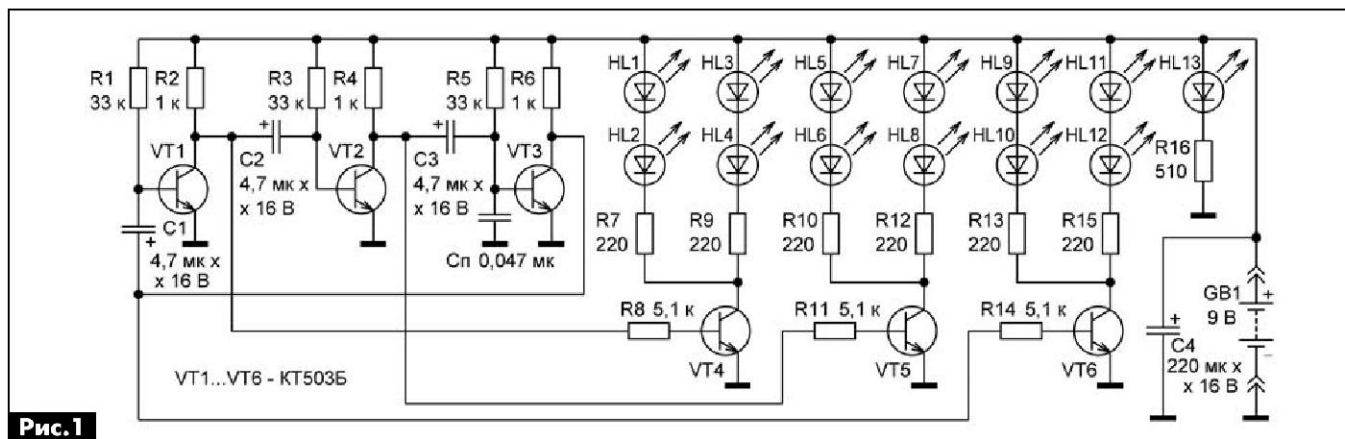 HL1
HL3
HL5
HL7
HL9
HL11
HL13
R1
33 к
R2
1 к
R3
33 к
R4
1 к
R5
33 к
R6
1 к
VT1
+
C2
4,7 мк х
х 16 В
VT2
+
C3
4,7 мк х
х 16 В
VT3
HL2
HL4
HL6
HL8
HL10
HL12
R16
510
C1
+
4,7 мк х
х 16 В
Сп 0,047 мк
R7
220
R9
220
R10
220
R12
220
R13
220
R15
220
R8 5,1 к
R11 5,1 к
R14 5,1 к
VT4
VT5
VT6
+
C4
220 мк х
х 16 В
GB1
+
9 В
–
VT1...VT6 - КТ503Б
Рис.1